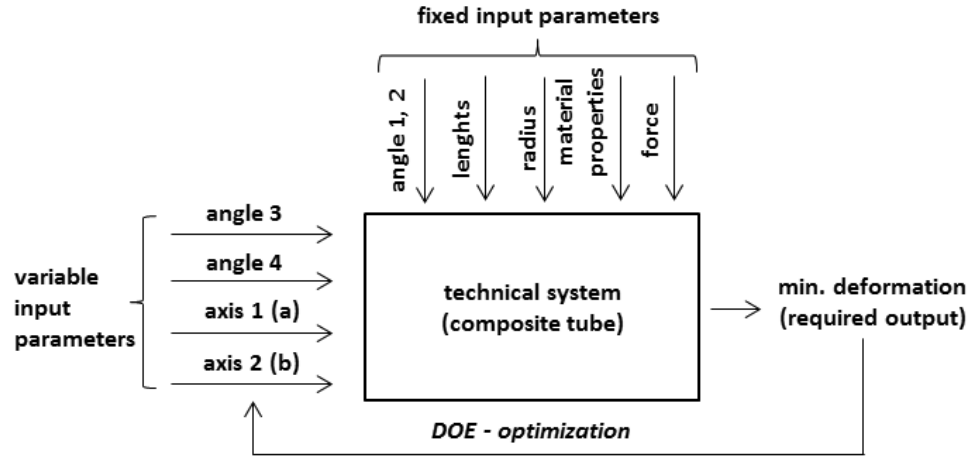 fixed input parameters
angle 1, 2
lenghts
radius
material
properties
force
variable
input
parameters
angle 3
angle 4
axis 1 (a)
axis 2 (b)
technical system
(composite tube)
min. deformation
(required output)
DOE - optimization